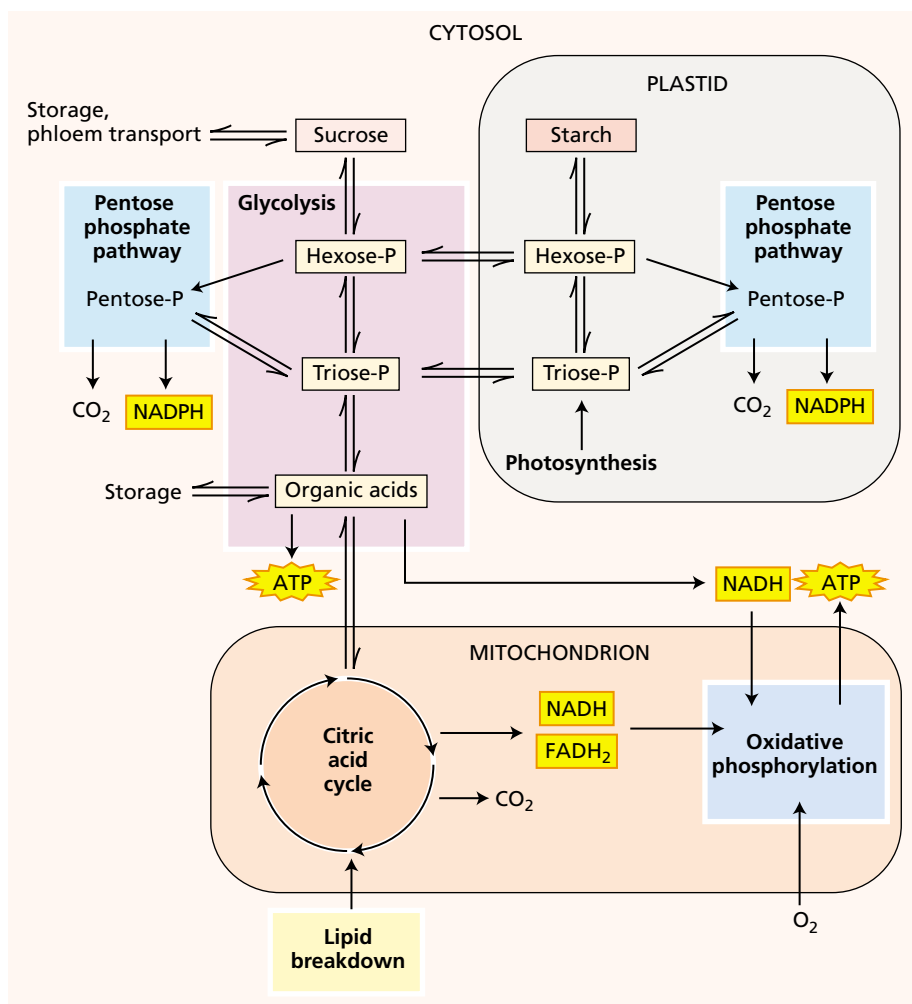 CYTOSOL
PLASTID
Storage,
phloem transport
Sucrose
Starch
Pentose
phosphate
pathway
Glycolysis
Pentose
phosphate
pathway
Hexose-P
Hexose-P
Pentose-P
Pentose-P
Triose-P
Triose-P
CO₂
NADPH
CO₂
NADPH
Photosynthesis
Storage
Organic acids
ATP
NADH
ATP
MITOCHONDRION
NADH
FADH₂
Citric
acid
cycle
Oxidative
phosphorylation
CO₂
O₂
Lipid
breakdown